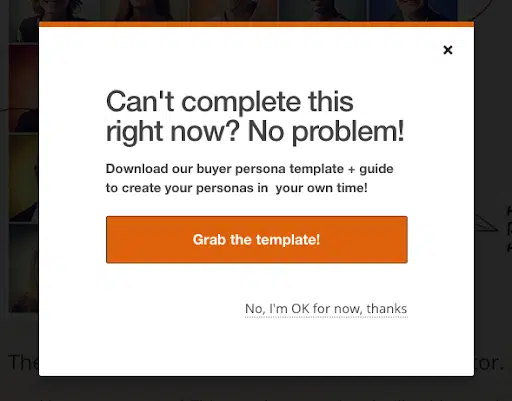 Can't complete this
right now? No problem!
Download our buyer persona template + guide
to create your personas in  your own time!
Grab the template!
No, I'm OK for now, thanks
The
tor.